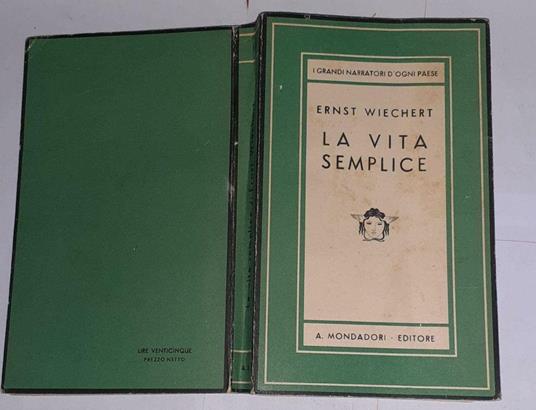 I GRANDI NARRATORI D'OGNI PAESE
ERNST WIECHERT
LA VITA
SEMPLICE
A. MONDADORI · EDITORE
LIRE VENTICINQUE
PREZZO NETTO